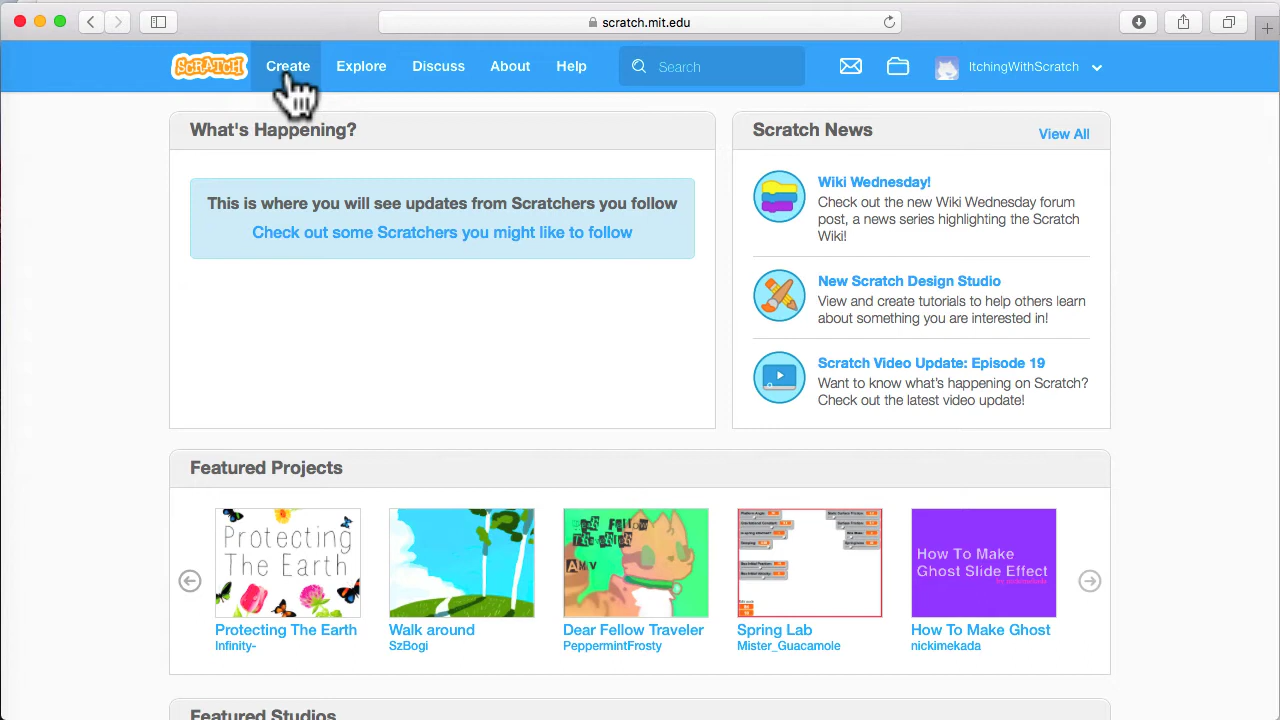 scratch.mit.edu
SCRATCH
Create
Explore
Discuss
About
Help
Search
ItchingWithScratch
What's Happening?
This is where you will see updates from Scratchers you follow
Check out some Scratchers you might like to follow
Scratch News
View All
Wiki Wednesday!
Check out the new Wiki Wednesday forum
post, a news series highlighting the Scratch
Wiki!
New Scratch Design Studio
View and create tutorials to help others learn
about something you are interested in!
Scratch Video Update: Episode 19
Want to know what's happening on Scratch?
Check out the latest video update!
Featured Projects
Protecting
The Earth
Dear Fellow
Traveler
AMV
How To Make
Ghost Slide Effect
by nickimekada
Protecting The Earth
Infinity-
Walk around
SzBogi
Dear Fellow Traveler
PeppermintFrosty
Spring Lab
Mister_Guacamole
How To Make Ghost
nickimekada
Featured Studios